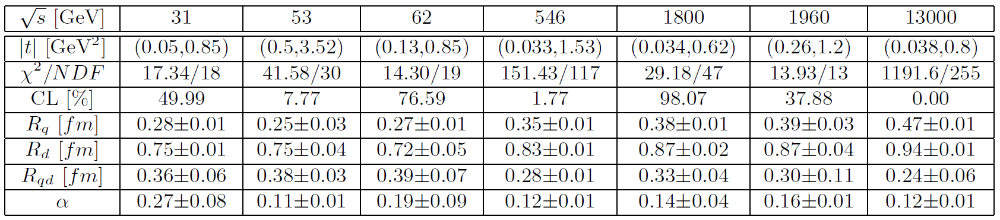 √s [GeV] 31 53 62 546 1800 1960 13000
|t| [GeV²] (0.05,0.85) (0.5,3.52) (0.13,0.85) (0.033,1.53) (0.034,0.62) (0.26,1.2) (0.038,0.8)
χ²/NDF 17.34/18 41.58/30 14.30/19 151.43/117 29.18/47 13.93/13 1191.6/255
CL [%] 49.99 7.77 76.59 1.77 98.07 37.88 0.00
R_q [fm] 0.28±0.01 0.25±0.03 0.27±0.01 0.35±0.01 0.38±0.01 0.39±0.03 0.47±0.01
R_d [fm] 0.75±0.01 0.75±0.04 0.72±0.05 0.83±0.01 0.87±0.02 0.87±0.04 0.94±0.01
R_qd [fm] 0.36±0.06 0.38±0.03 0.39±0.07 0.28±0.01 0.33±0.04 0.30±0.11 0.24±0.06
α 0.27±0.08 0.11±0.01 0.19±0.09 0.12±0.01 0.14±0.04 0.16±0.01 0.12±0.01